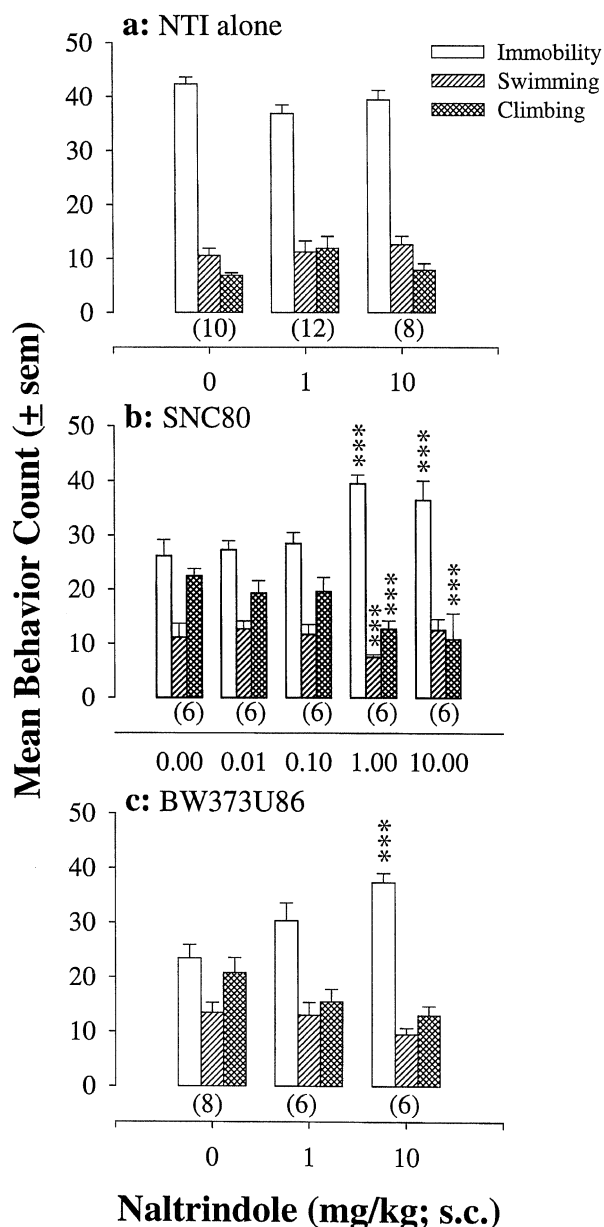 a: NTI alone
Immobility
Swimming
Climbing
50
40
30
20
10
0
(10) (12) (8)
0 1 10
b: SNC80
50
40
30
20
10
0
*** *** *** *** ***
(6) (6) (6) (6) (6)
0.00 0.01 0.10 1.00 10.00
c: BW373U86
50
40
30
20
10
0
***
(8) (6) (6)
0 1 10
Mean Behavior Count (± sem)
Naltrindole (mg/kg; s.c.)